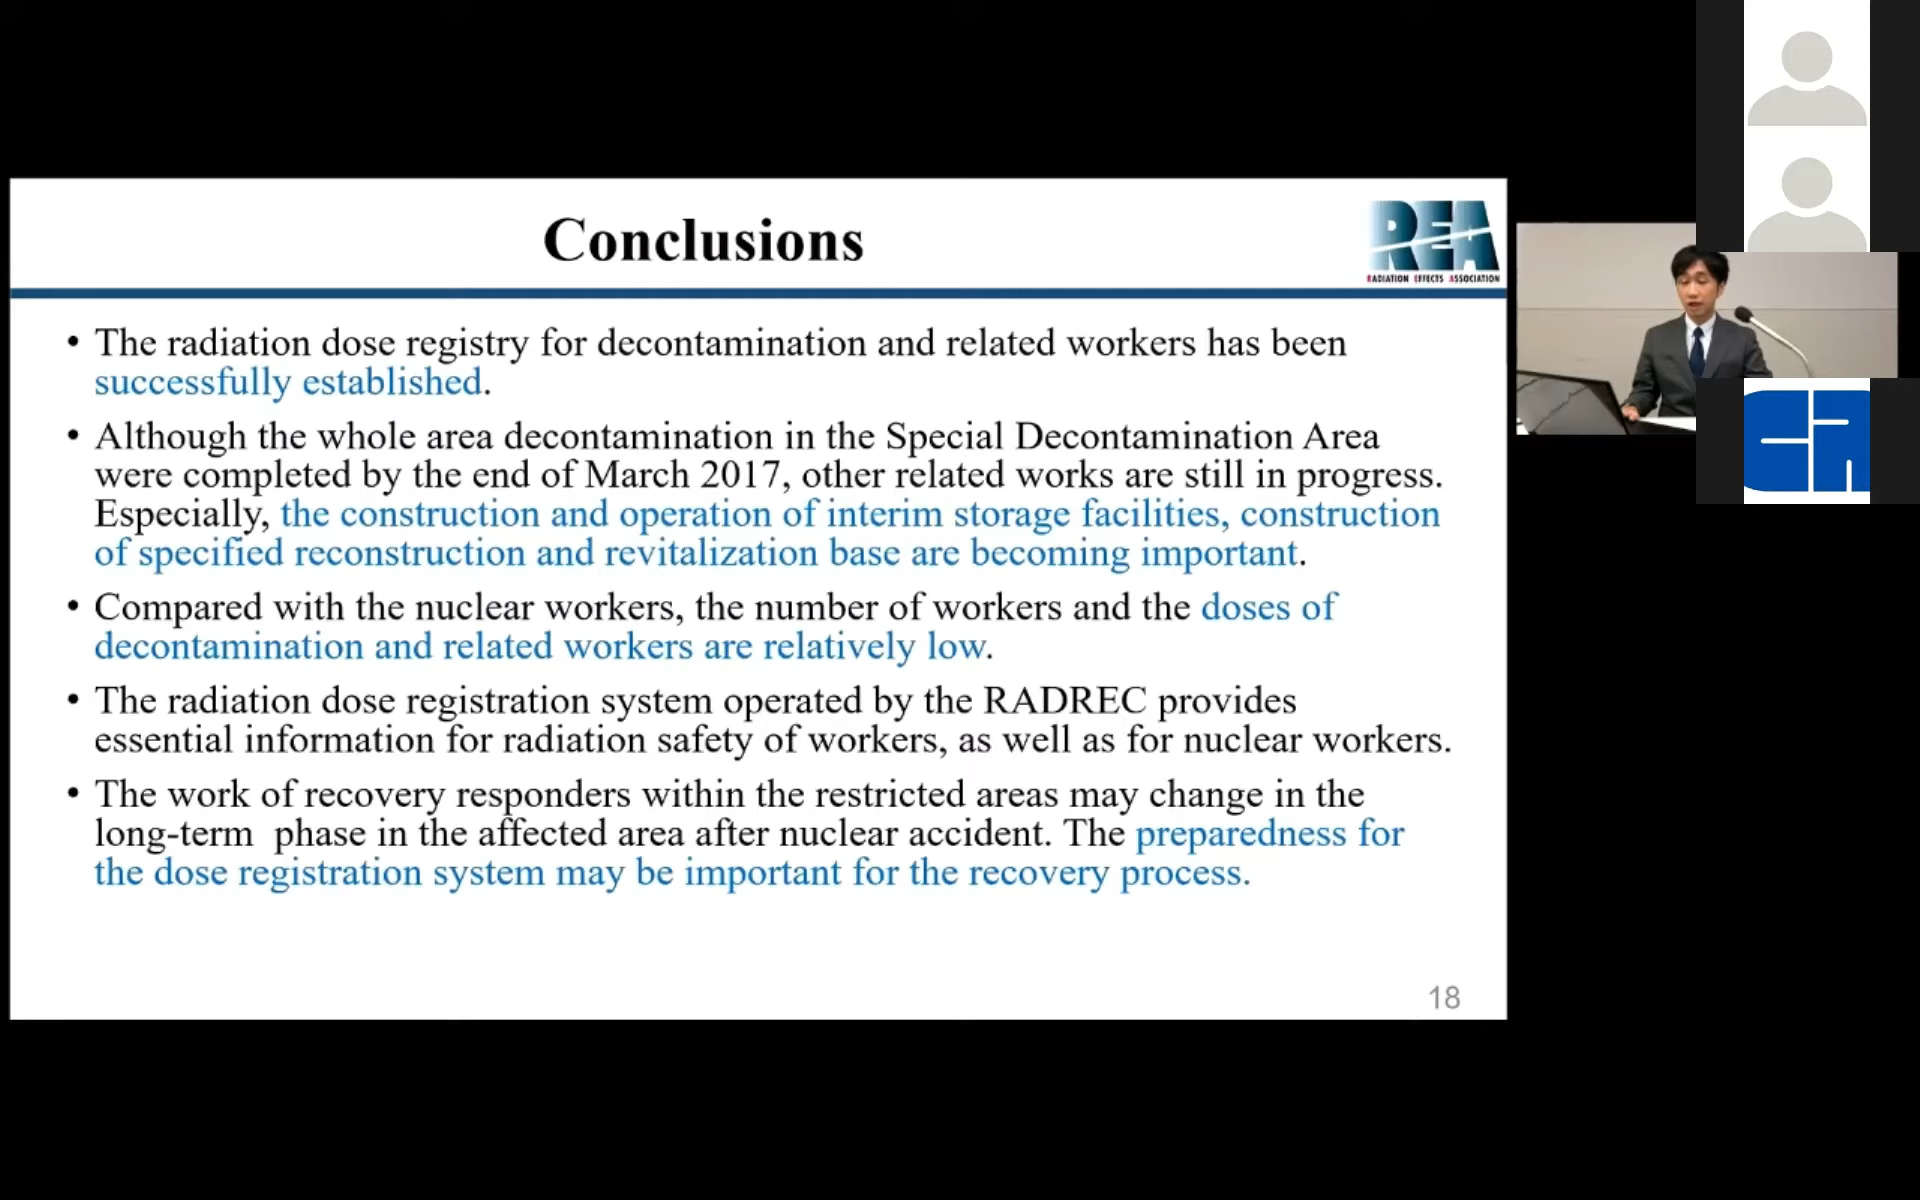 Conclusions
REA
RADIATION EFFECTS ASSOCIATION
• The radiation dose registry for decontamination and related workers has been
successfully established.
• Although the whole area decontamination in the Special Decontamination Area
were completed by the end of March 2017, other related works are still in progress.
Especially, the construction and operation of interim storage facilities, construction
of specified reconstruction and revitalization base are becoming important.
• Compared with the nuclear workers, the number of workers and the doses of
decontamination and related workers are relatively low.
• The radiation dose registration system operated by the RADREC provides
essential information for radiation safety of workers, as well as for nuclear workers.
• The work of recovery responders within the restricted areas may change in the
long-term phase in the affected area after nuclear accident. The preparedness for
the dose registration system may be important for the recovery process.
18